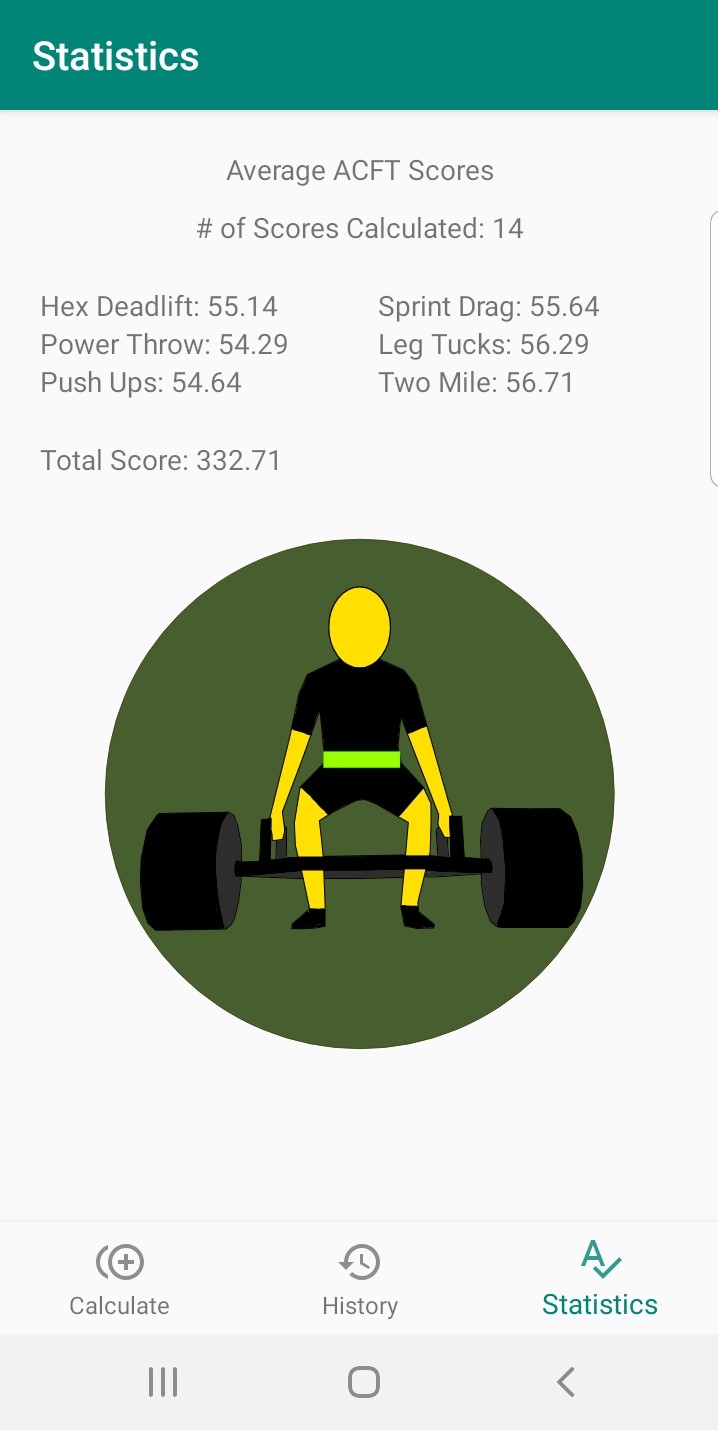 Statistics
Average ACFT Scores
# of Scores Calculated: 14
Hex Deadlift: 55.14
Sprint Drag: 55.64
Power Throw: 54.29
Leg Tucks: 56.29
Push Ups: 54.64
Two Mile: 56.71
Total Score: 332.71
Calculate
History
Statistics